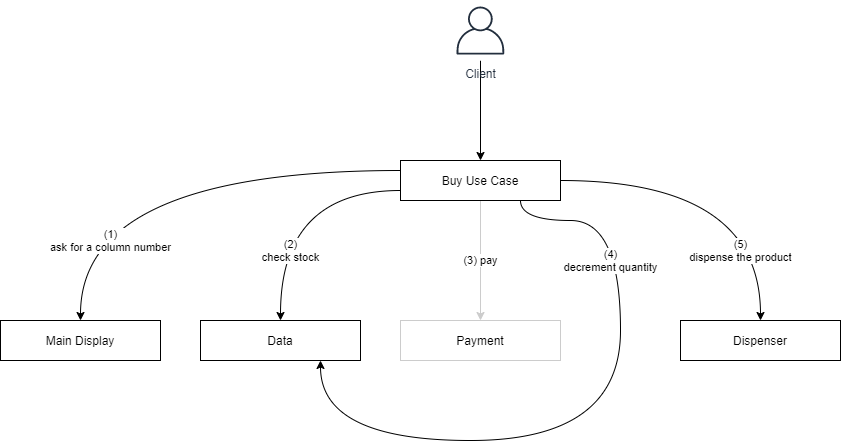 Client
Buy Use Case
(1)
ask for a column number
(2)
check stock
(3) pay
(4)
decrement quantity
(5)
dispense the product
Main Display
Data
Payment
Dispenser